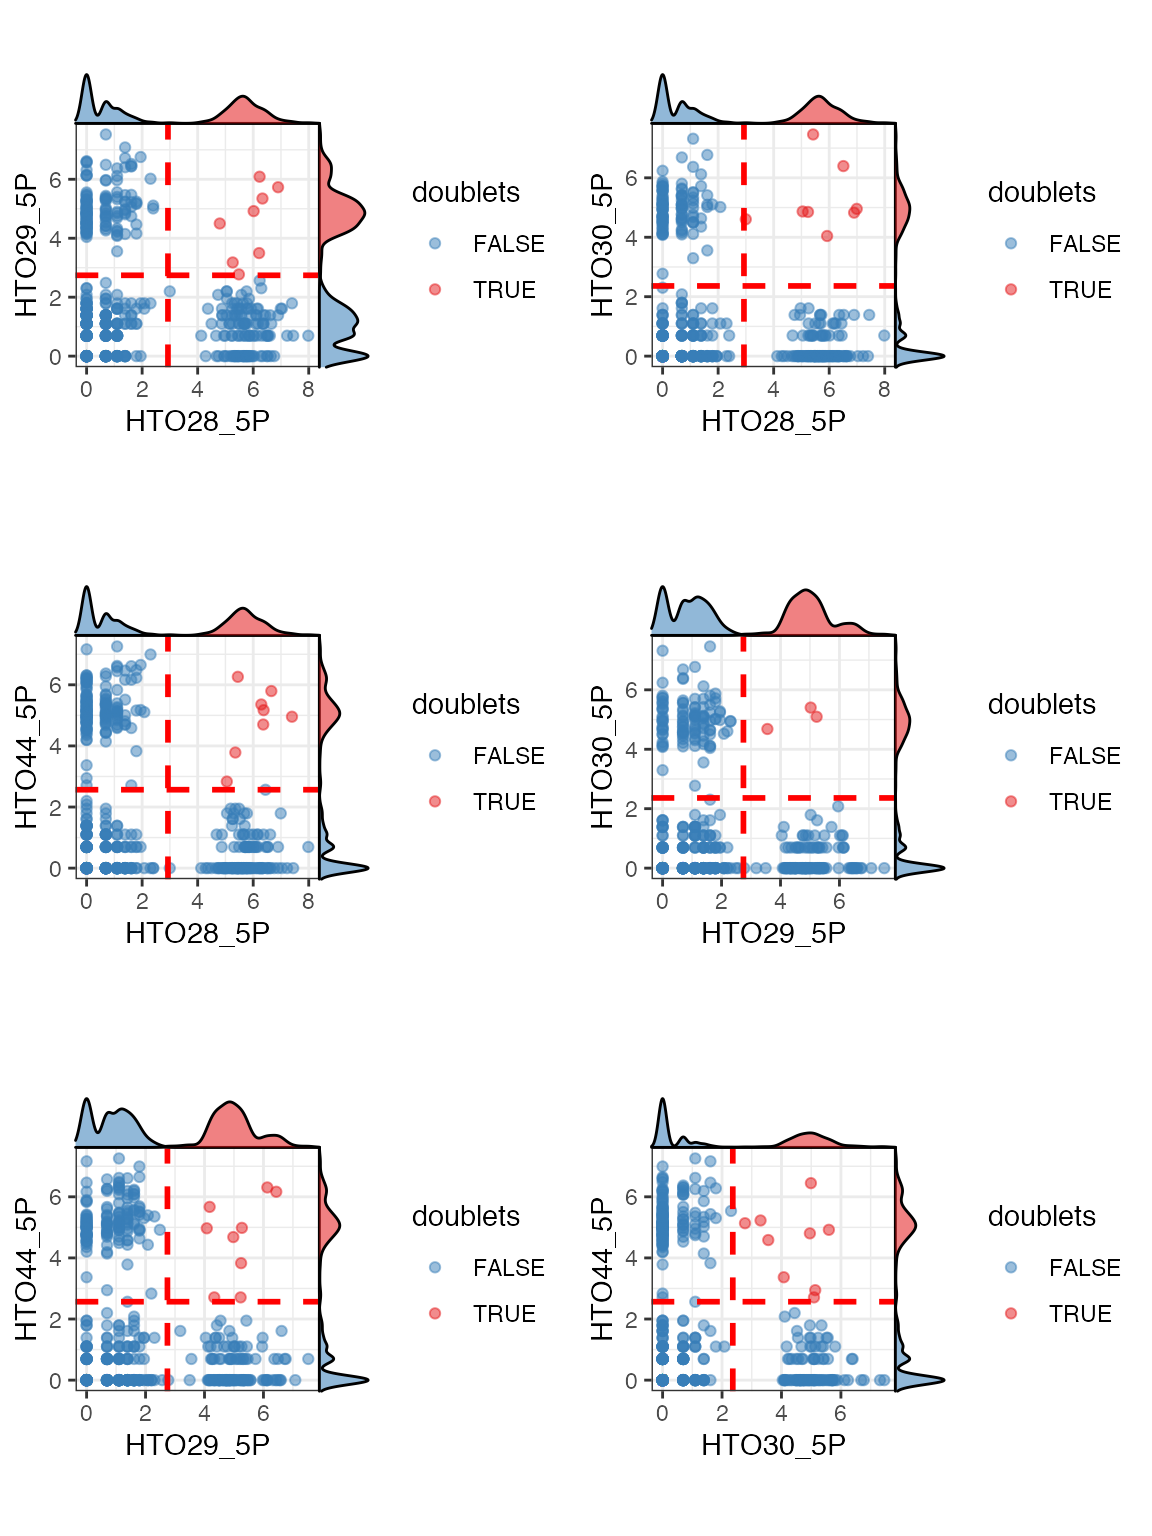 HTO29_5P
6
4
2
0
0 2 4 6 8
HTO28_5P
doublets
FALSE
TRUE
HTO30_5P
6
4
2
0
0 2 4 6 8
HTO28_5P
doublets
FALSE
TRUE
HTO44_5P
6
4
2
0
0 2 4 6 8
HTO28_5P
doublets
FALSE
TRUE
HTO30_5P
6
4
2
0
0 2 4 6
HTO29_5P
doublets
FALSE
TRUE
HTO44_5P
6
4
2
0
0 2 4 6
HTO29_5P
doublets
FALSE
TRUE
HTO44_5P
6
4
2
0
0 2 4 6
HTO30_5P
doublets
FALSE
TRUE